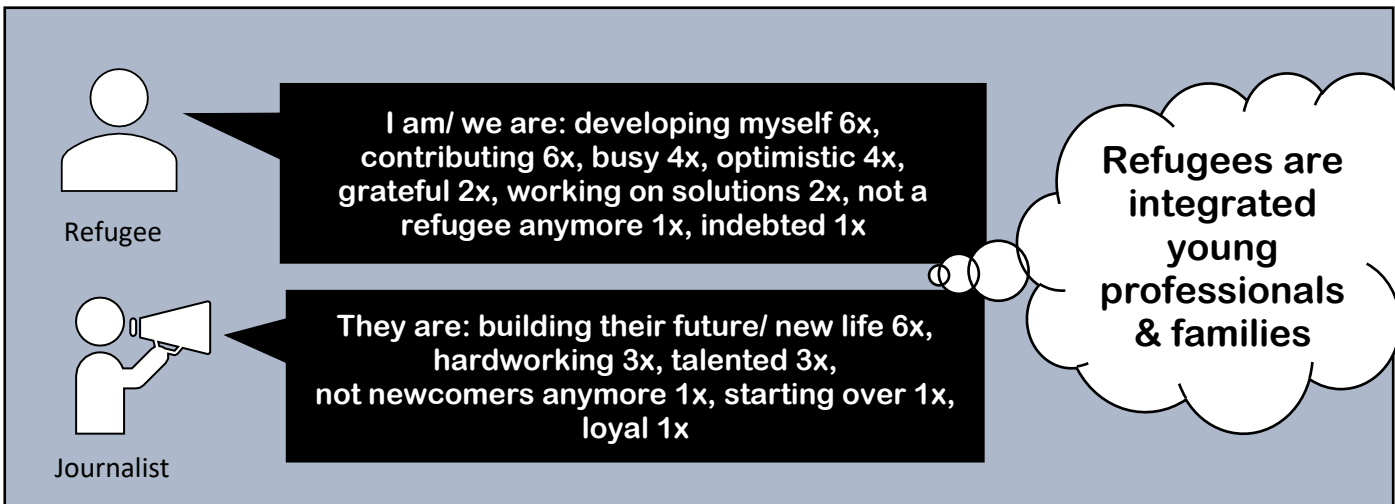 I am/ we are: developing myself 6x,
contributing 6x, busy 4x, optimistic 4x,
grateful 2x, working on solutions 2x, not a
refugee anymore 1x, indebted 1x
Refugee
They are: building their future/ new life 6x,
hardworking 3x, talented 3x,
not newcomers anymore 1x, starting over 1x,
loyal 1x
Journalist
Refugees are
integrated
young
professionals
& families